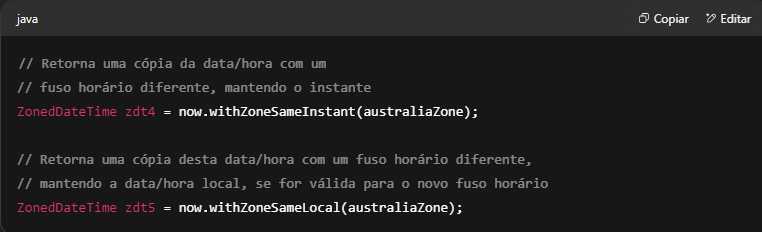 java
Copiar
Editar
// Retorna uma cópia da data/hora com um
// fuso horário diferente, mantendo o instante
ZonedDateTime zdt4 = now.withZoneSameInstant(australiaZone);
// Retorna uma cópia desta data/hora com um fuso horário diferente,
// mantendo a data/hora local, se for válida para o novo fuso horário
ZonedDateTime zdt5 = now.withZoneSameLocal(australiaZone);